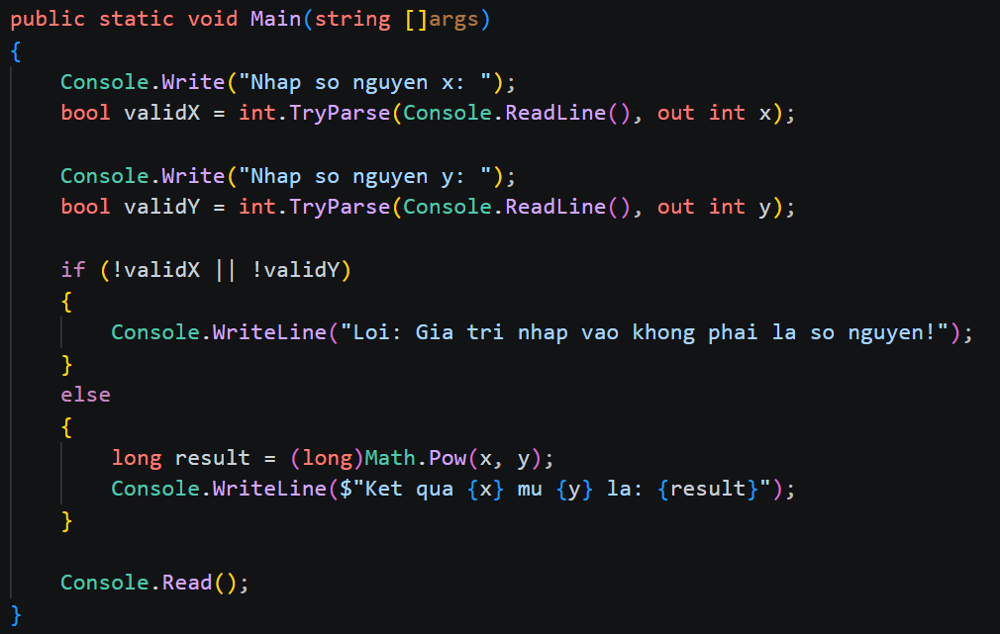 public static void Main(string []args)
{
    Console.Write("Nhap so nguyen x: ");
    bool validX = int.TryParse(Console.ReadLine(), out int x);
    Console.Write("Nhap so nguyen y: ");
    bool validY = int.TryParse(Console.ReadLine(), out int y);
    if (!validX || !validY)
    {
        Console.WriteLine("Loi: Gia tri nhap vao khong phai la so nguyen!");
    }
    else
    {
        long result = (long)Math.Pow(x, y);
        Console.WriteLine($"Ket qua {x} mu {y} la: {result}");
    }
    Console.Read();
}